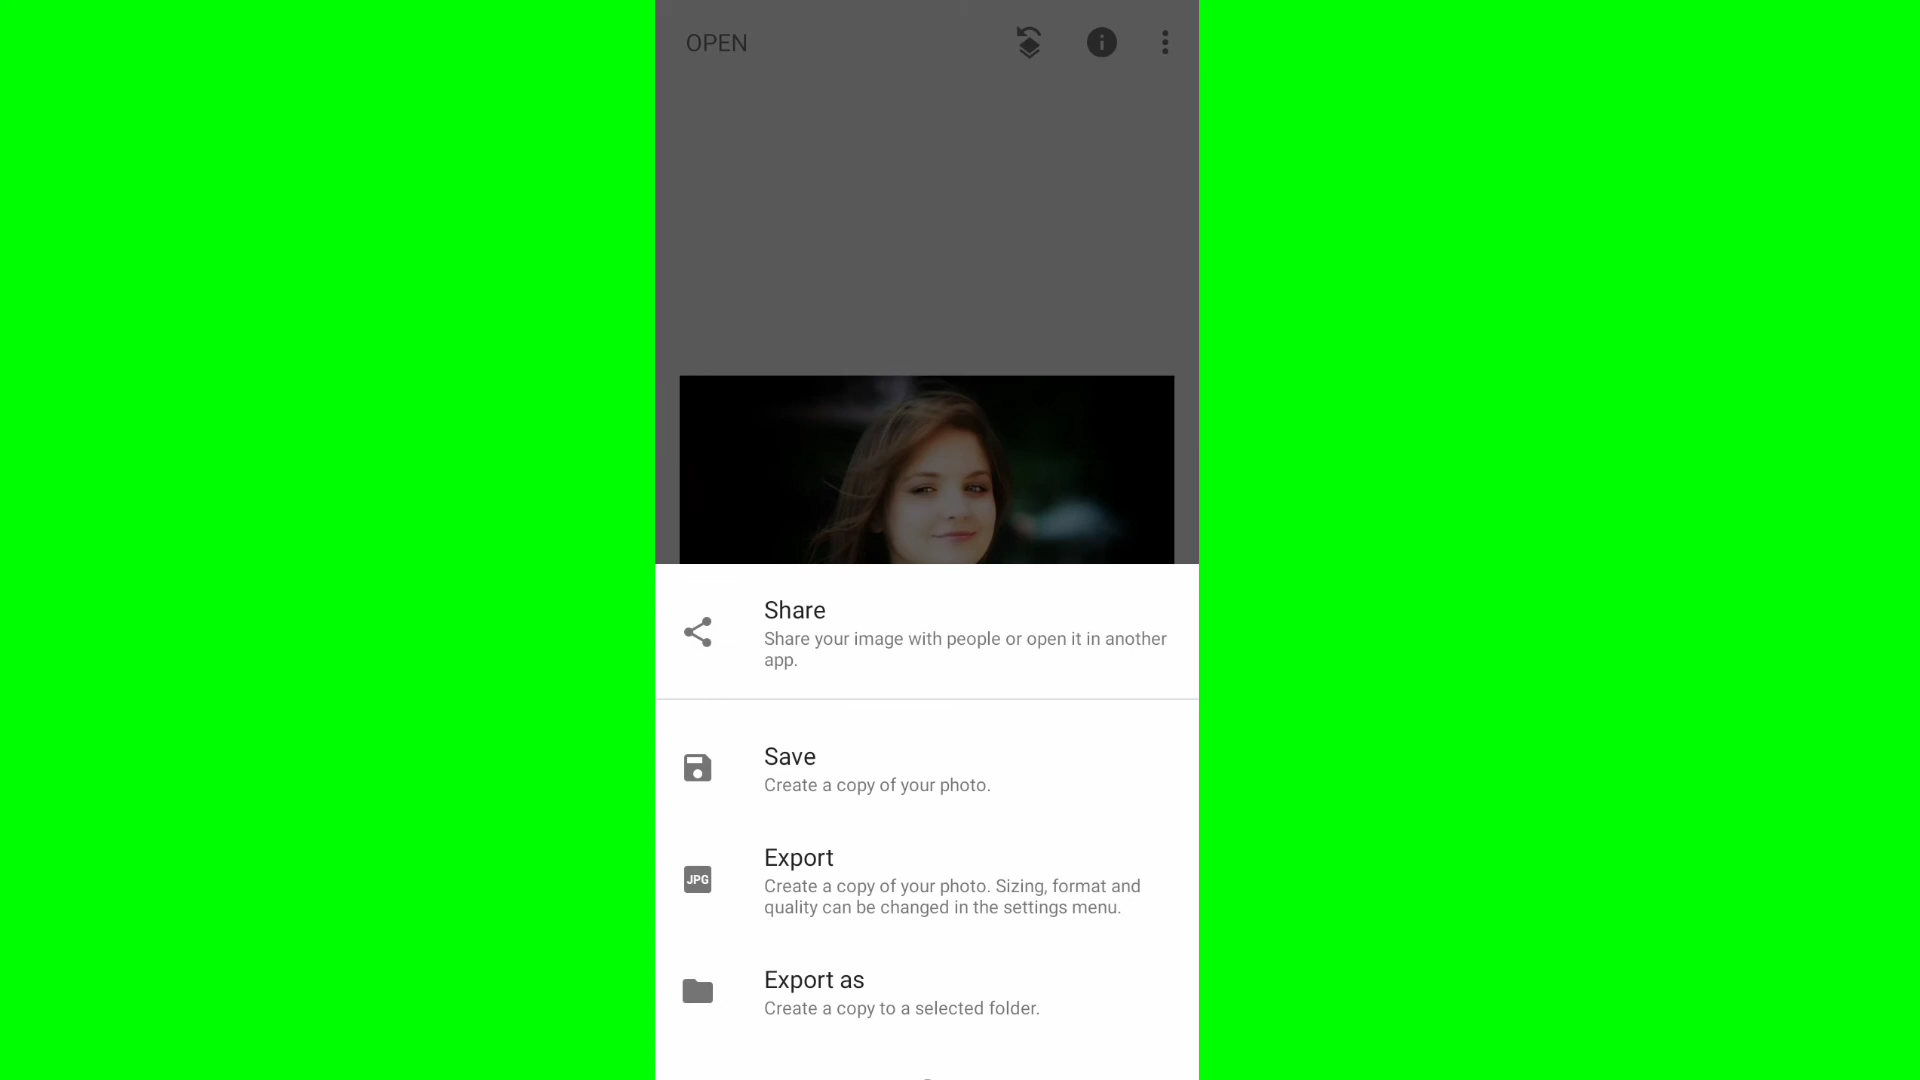 OPEN
Share
Share your image with people or open it in another
app.
Save
Create a copy of your photo.
JPG
Export
Create a copy of your photo. Sizing, format and
quality can be changed in the settings menu.
Export as
Create a copy to a selected folder.